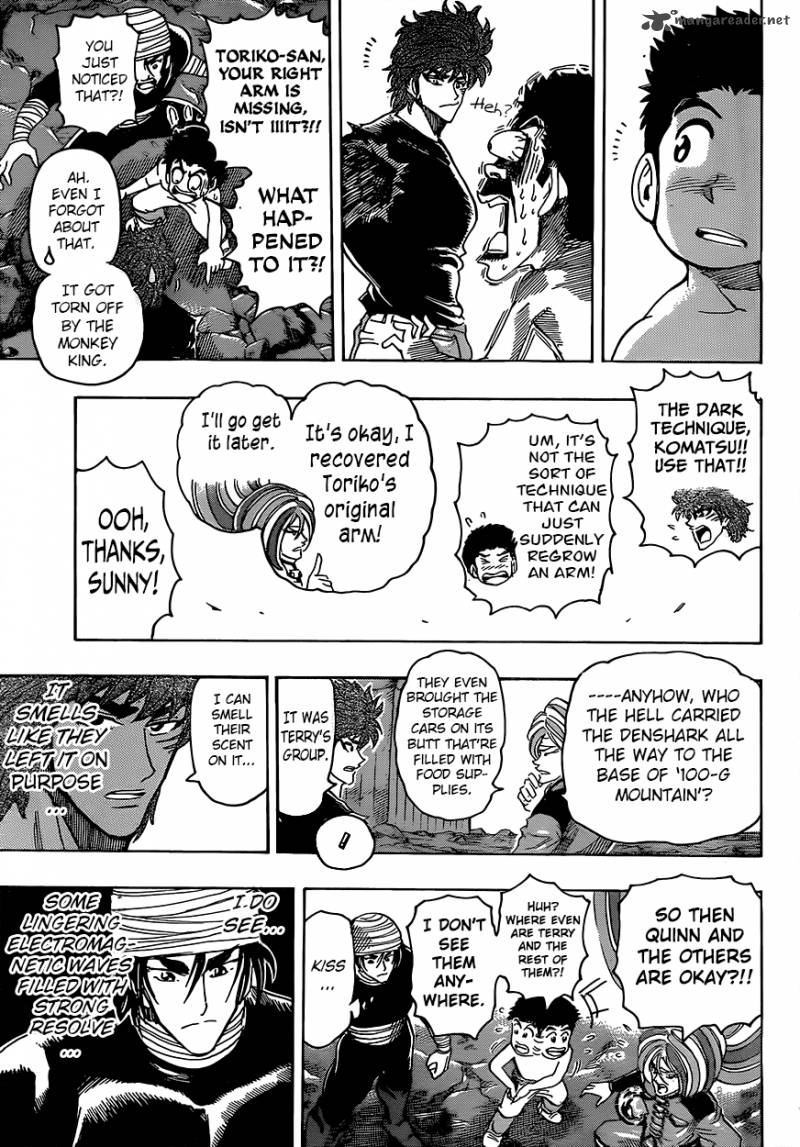 mangareader.net
Heh?
TORIKO-SAN,
YOUR RIGHT
ARM IS
MISSING,
ISN'T IIIIT?!!
WHAT
HAP-
PENED
TO IT?!
YOU
JUST
NOTICED
THAT?!
AH.
EVEN I
FORGOT
ABOUT
THAT.
IT GOT
TORN OFF
BY THE
MONKEY
KING.
THE DARK
TECHNIQUE,
KOMATSU!!
USE THAT!!
UM, IT'S
NOT THE
SORT OF
TECHNIQUE
THAT CAN
JUST
SUDDENLY
REGROW
AN ARM!
It's okay, I
recovered
Toriko's
original
arm!
I'll go get
it later.
OOH,
THANKS,
SUNNY!
----ANYHOW, WHO
THE HELL CARRIED
THE DENSHARK ALL
THE WAY TO THE
BASE OF '100-G
MOUNTAIN'?
THEY EVEN
BROUGHT THE
STORAGE
CARS ON ITS
BUTT THAT'RE
FILLED WITH
FOOD SUP-
PLIES.
IT WAS
TERRY'S
GROUP.
!
I CAN
SMELL
THEIR
SCENT
ON IT...
IT
SMELLS
LIKE THEY
LEFT IT ON
PURPOSE
...
SO THEN
QUINN AND
THE OTHERS
ARE OKAY?!!
HUH?
WHERE EVEN
ARE TERRY
AND THE
REST OF
THEM?!
I DON'T
SEE
THEM
ANY-
WHERE.
KISS
...
I DO
SEE...
SOME
LINGERING
ELECTROMAG-
NETIC WAVES
FILLED WITH
STRONG
RESOLVE
...